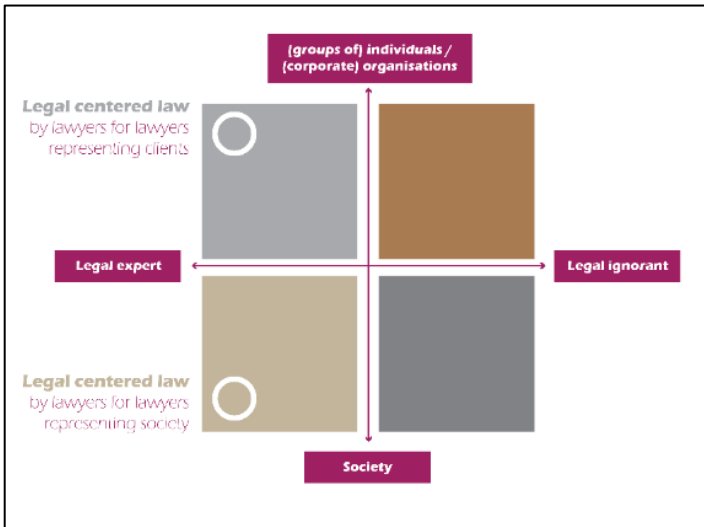 (groups of) individuals /
(corporate) organisations
Legal centered law
by lawyers for lawyers
representing clients
Legal expert
Legal ignorant
Legal centered law
by lawyers for lawyers
representing society
Society